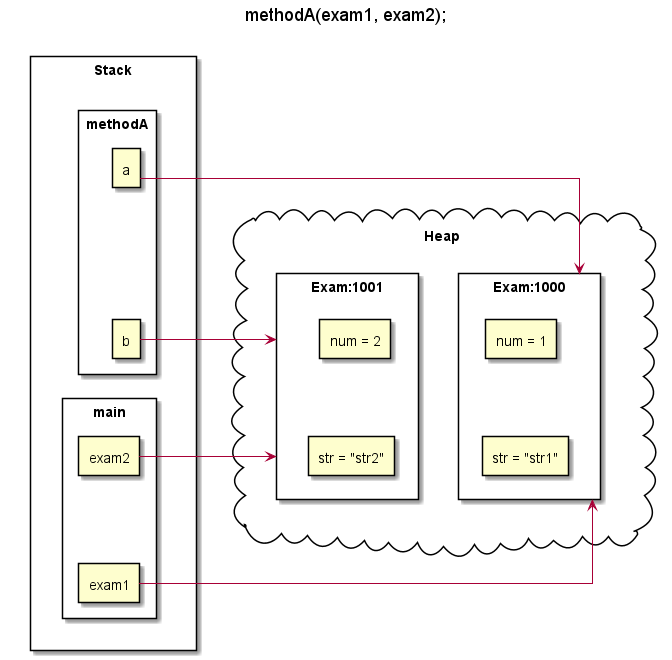 methodA(exam1, exam2);
Stack
methodA
a
b
main
exam2
exam1
Heap
Exam:1001
num = 2
str = "str2"
Exam:1000
num = 1
str = "str1"